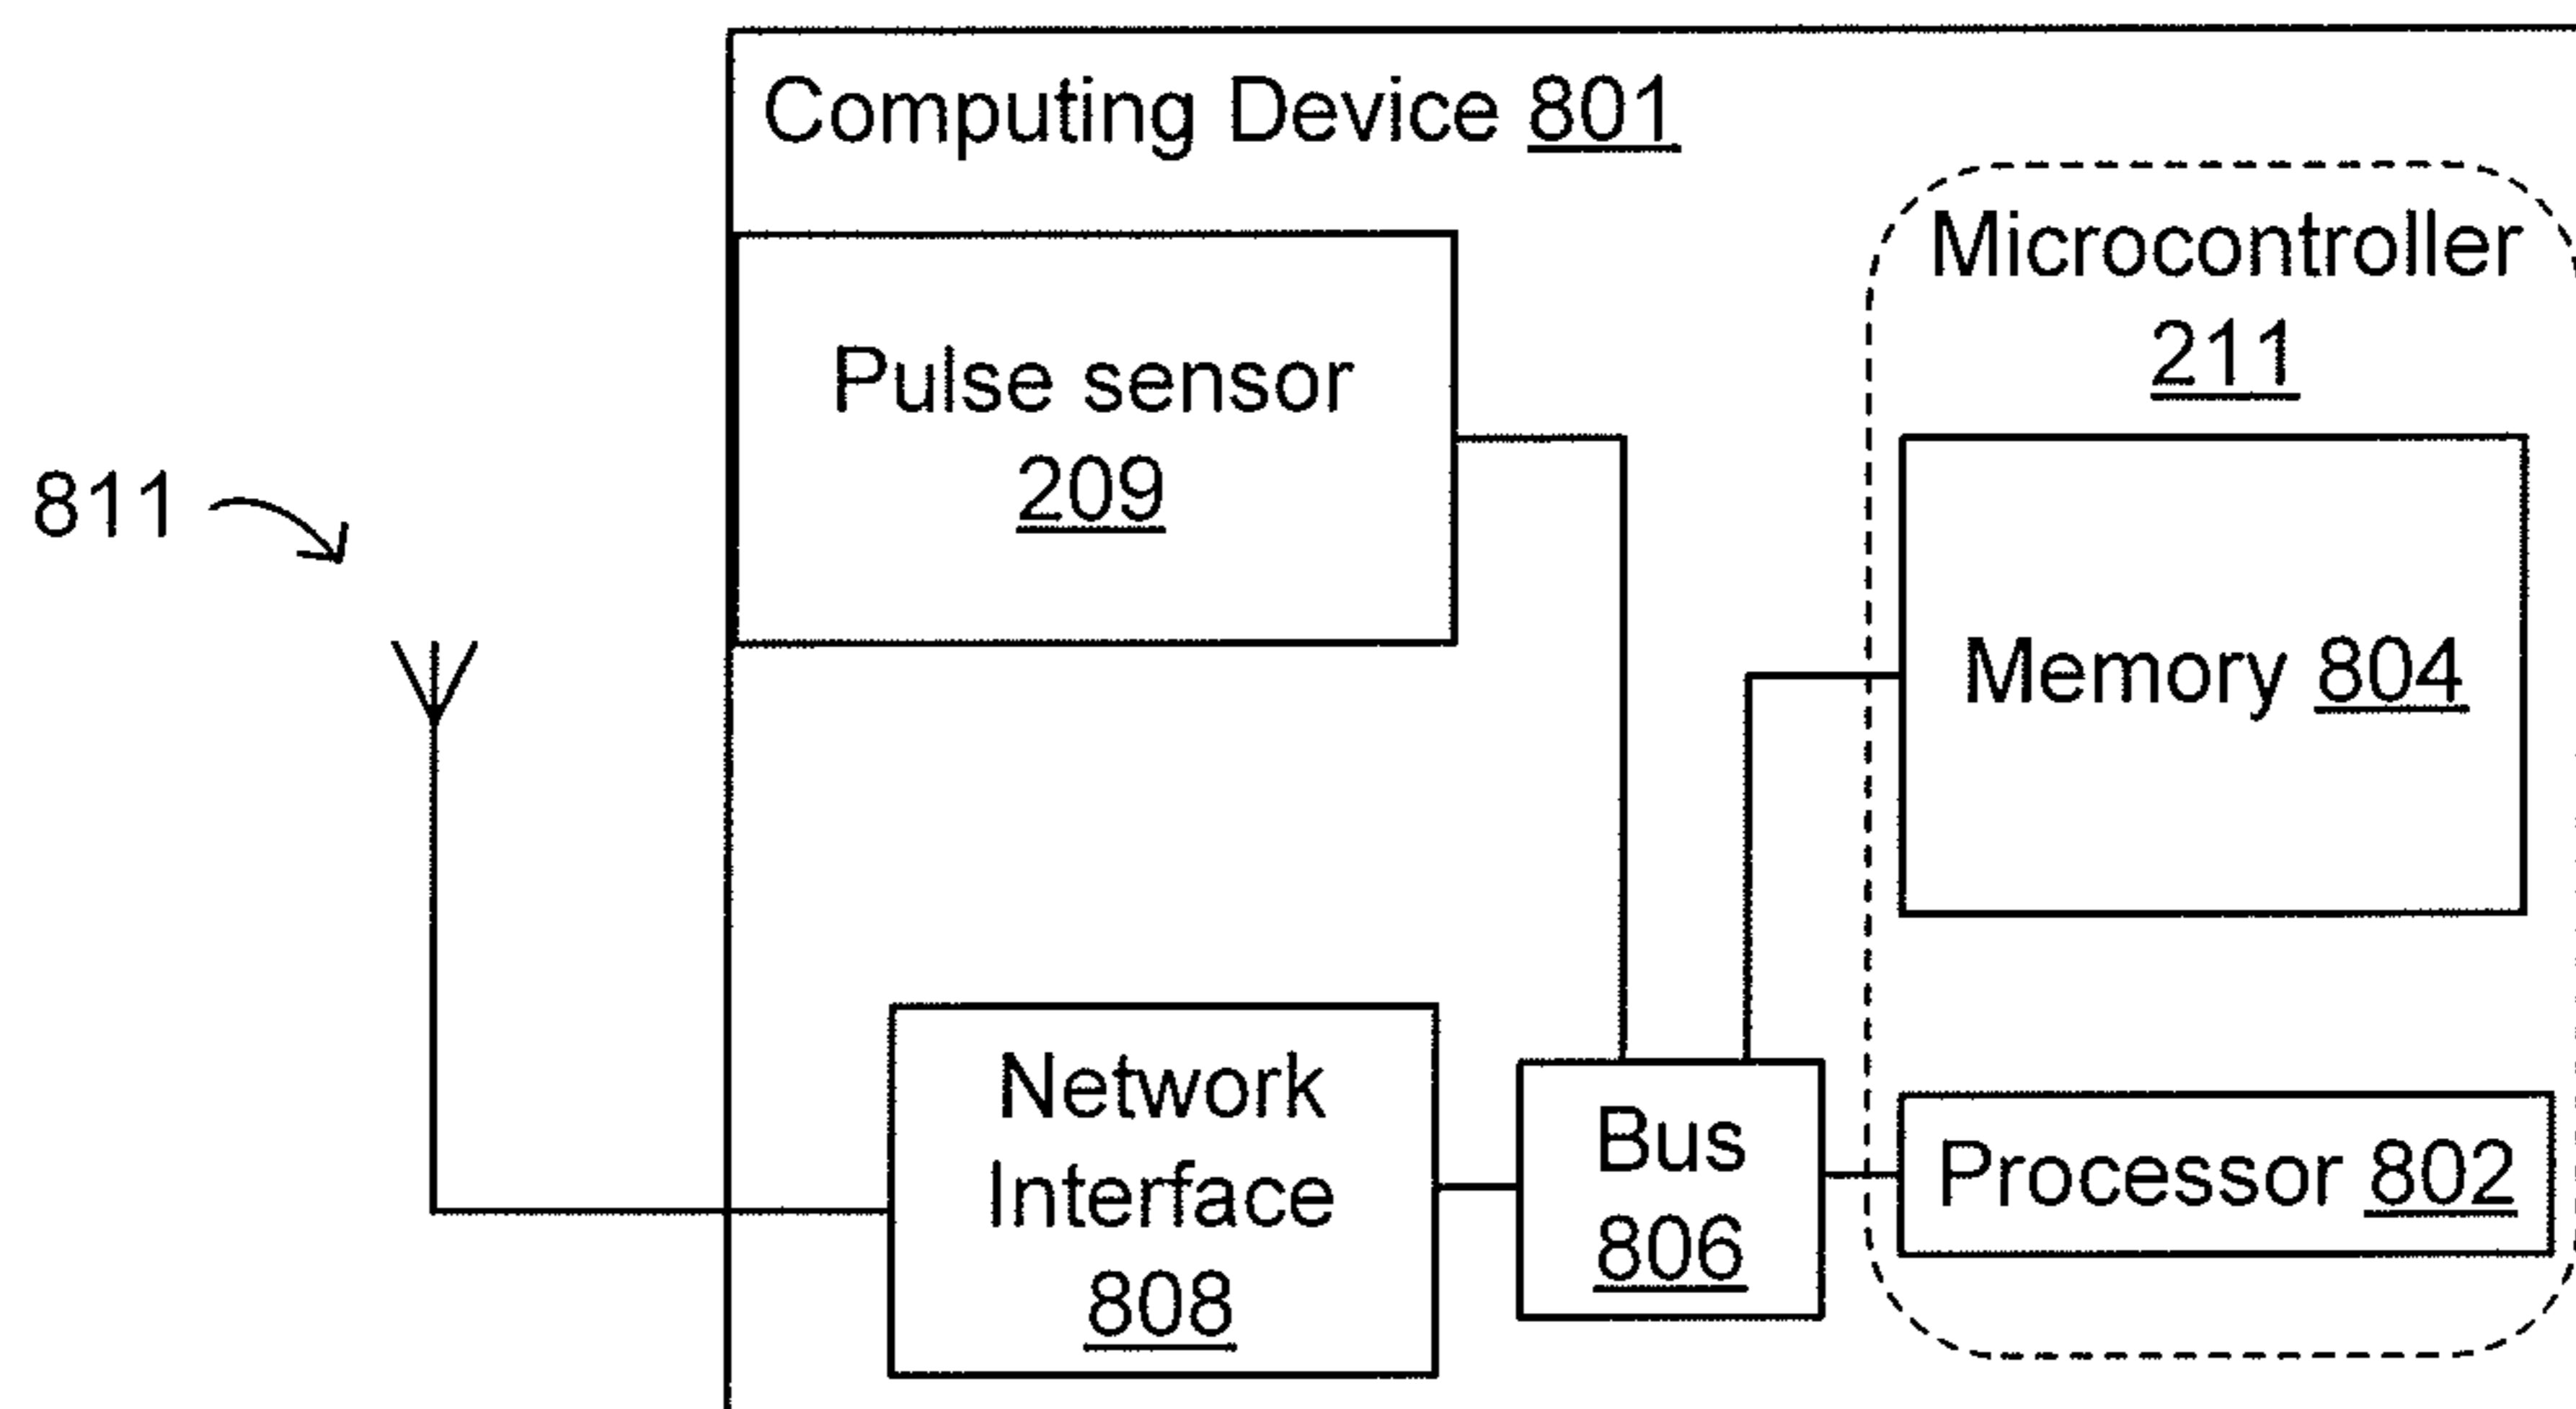 Computing Device 801
Microcontroller
211
Pulse sensor
209
811
Memory 804
Network
Interface
808
Bus
806
Processor 802